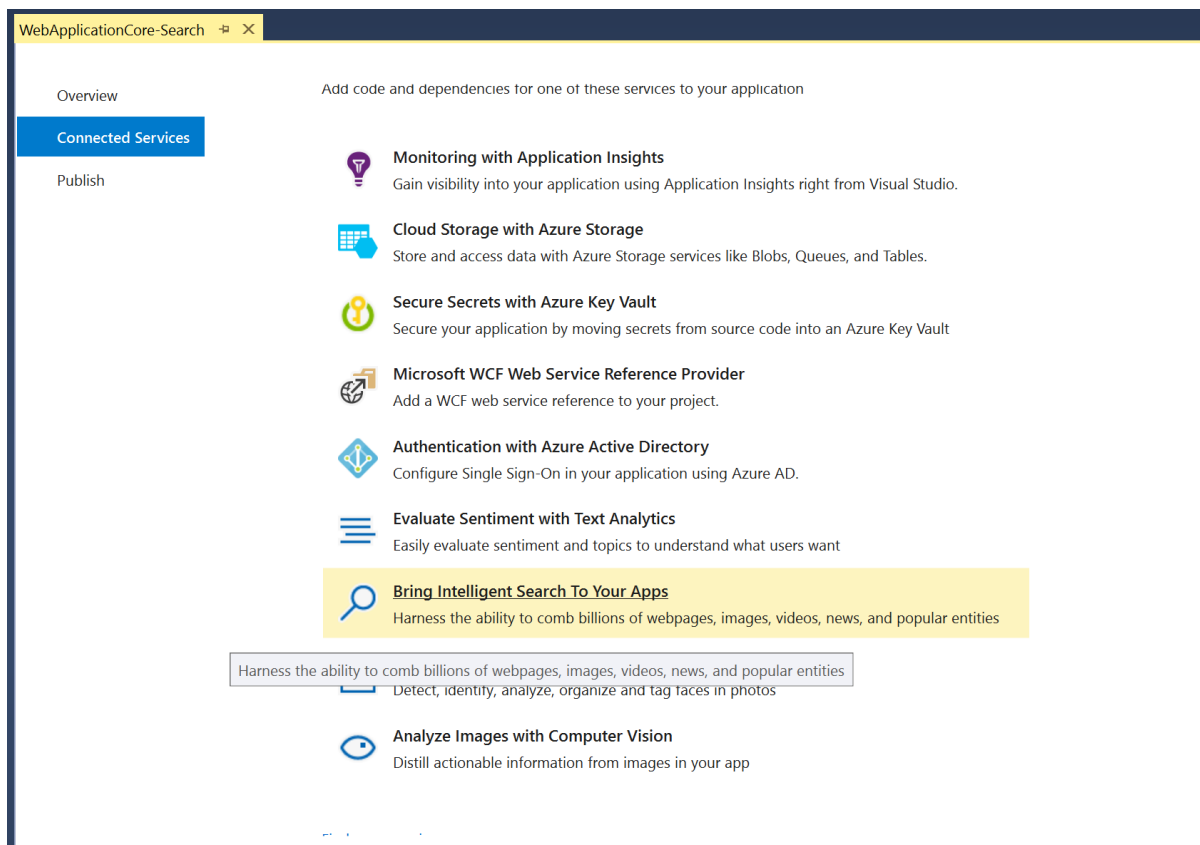 WebApplicationCore-Search
Overview
Connected Services
Publish
Add code and dependencies for one of these services to your application
Monitoring with Application Insights
Gain visibility into your application using Application Insights right from Visual Studio.
Cloud Storage with Azure Storage
Store and access data with Azure Storage services like Blobs, Queues, and Tables.
Secure Secrets with Azure Key Vault
Secure your application by moving secrets from source code into an Azure Key Vault
Microsoft WCF Web Service Reference Provider
Add a WCF web service reference to your project.
Authentication with Azure Active Directory
Configure Single Sign-On in your application using Azure AD.
Evaluate Sentiment with Text Analytics
Easily evaluate sentiment and topics to understand what users want
Bring Intelligent Search To Your Apps
Harness the ability to comb billions of webpages, images, videos, news, and popular entities
Harness the ability to comb billions of webpages, images, videos, news, and popular entities
Detect, identify, analyze, organize and tag faces in photos
Analyze Images with Computer Vision
Distill actionable information from images in your app